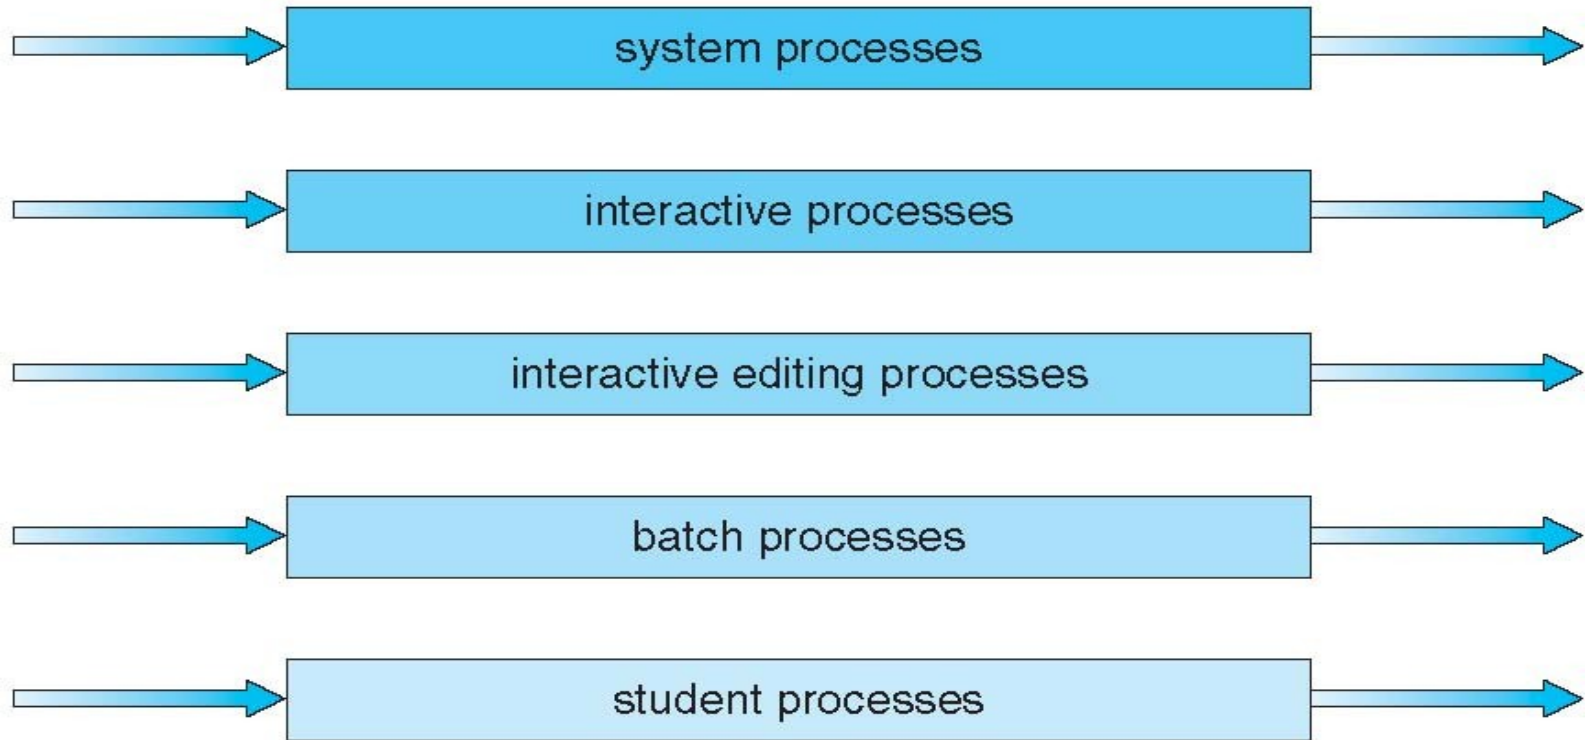 system processes
interactive processes
interactive editing processes
batch processes
student processes